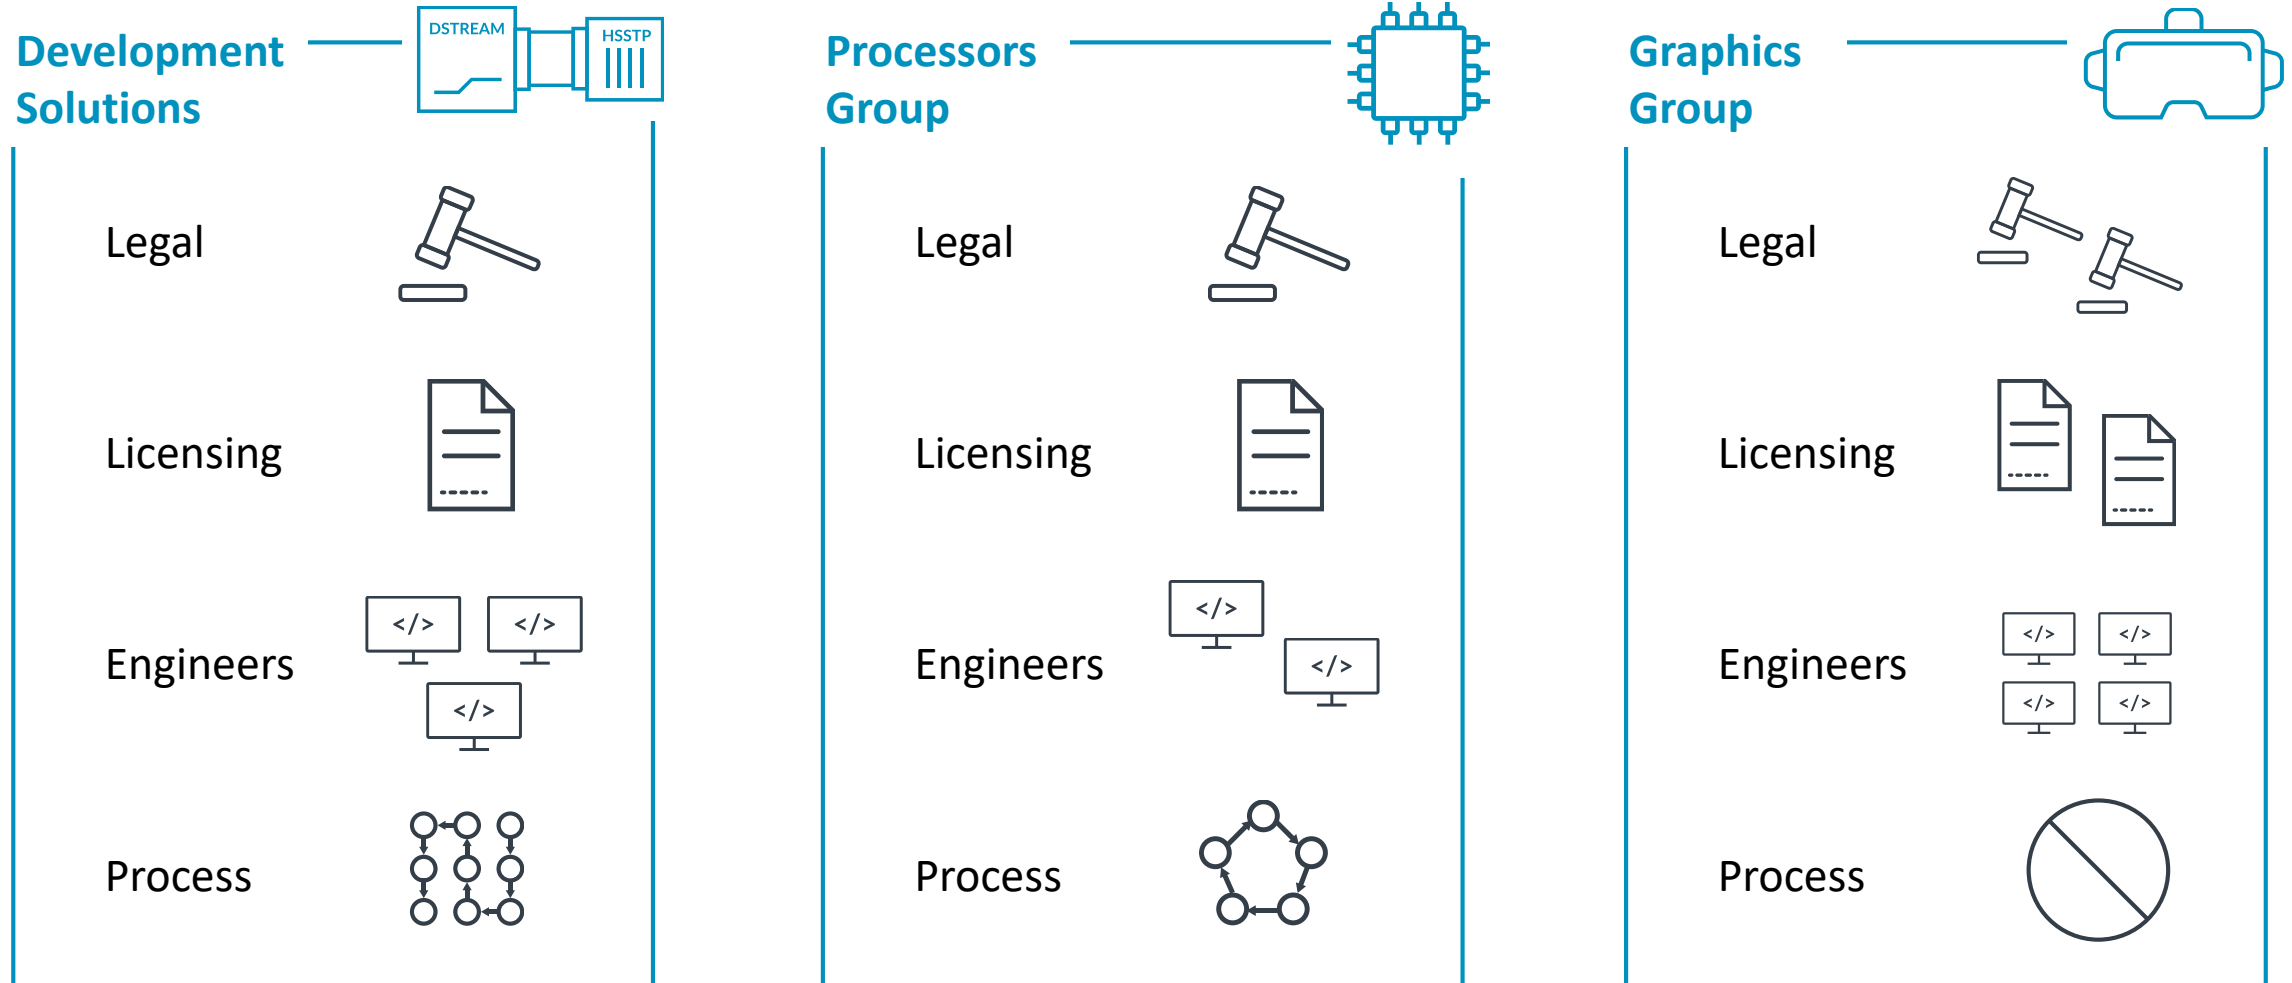 Development
Solutions
DSTREAM
HSSTP
Legal
Licensing
Engineers
</>
</>
</>
Process
Processors
Group
Legal
Licensing
Engineers
</>
</>
Process
Graphics
Group
Legal
Licensing
Engineers
</>
</>
</>
</>
Process